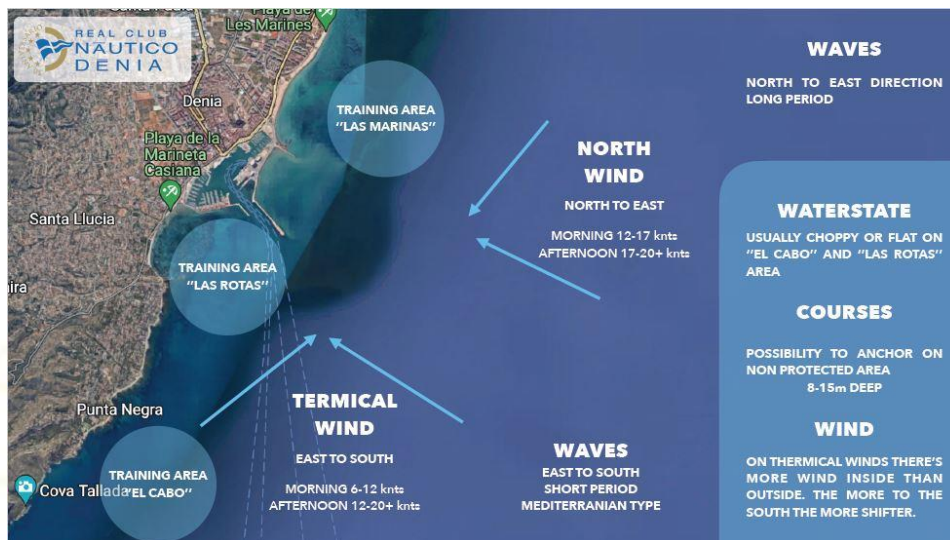 REAL CLUB
NÁUTICO
DENIA
Playa de
Les Marines
Denia
Playa de la
Marineta
Casiana
Santa Llucia
Punta Negra
Cova Tallada
TRAINING AREA
"LAS MARINAS"
TRAINING AREA
"LAS ROTAS"
TRAINING AREA
"EL CABO"
NORTH
WIND
NORTH TO EAST
MORNING 12-17 knts
AFTERNOON 17-20+ knts
TERMICAL
WIND
EAST TO SOUTH
MORNING 6-12 knts
AFTERNOON 12-20+ knts
WAVES
EAST TO SOUTH
SHORT PERIOD
MEDITERRANIAN TYPE
WAVES
NORTH TO EAST DIRECTION
LONG PERIOD
WATERSTATE
USUALLY CHOPPY OR FLAT ON
"EL CABO" AND "LAS ROTAS"
AREA
COURSES
POSSIBILITY TO ANCHOR ON
NON PROTECTED AREA
8-15m DEEP
WIND
ON THERMICAL WINDS THERE'S
MORE WIND INSIDE THAN
OUTSIDE. THE MORE TO THE
SOUTH THE MORE SHIFTER.